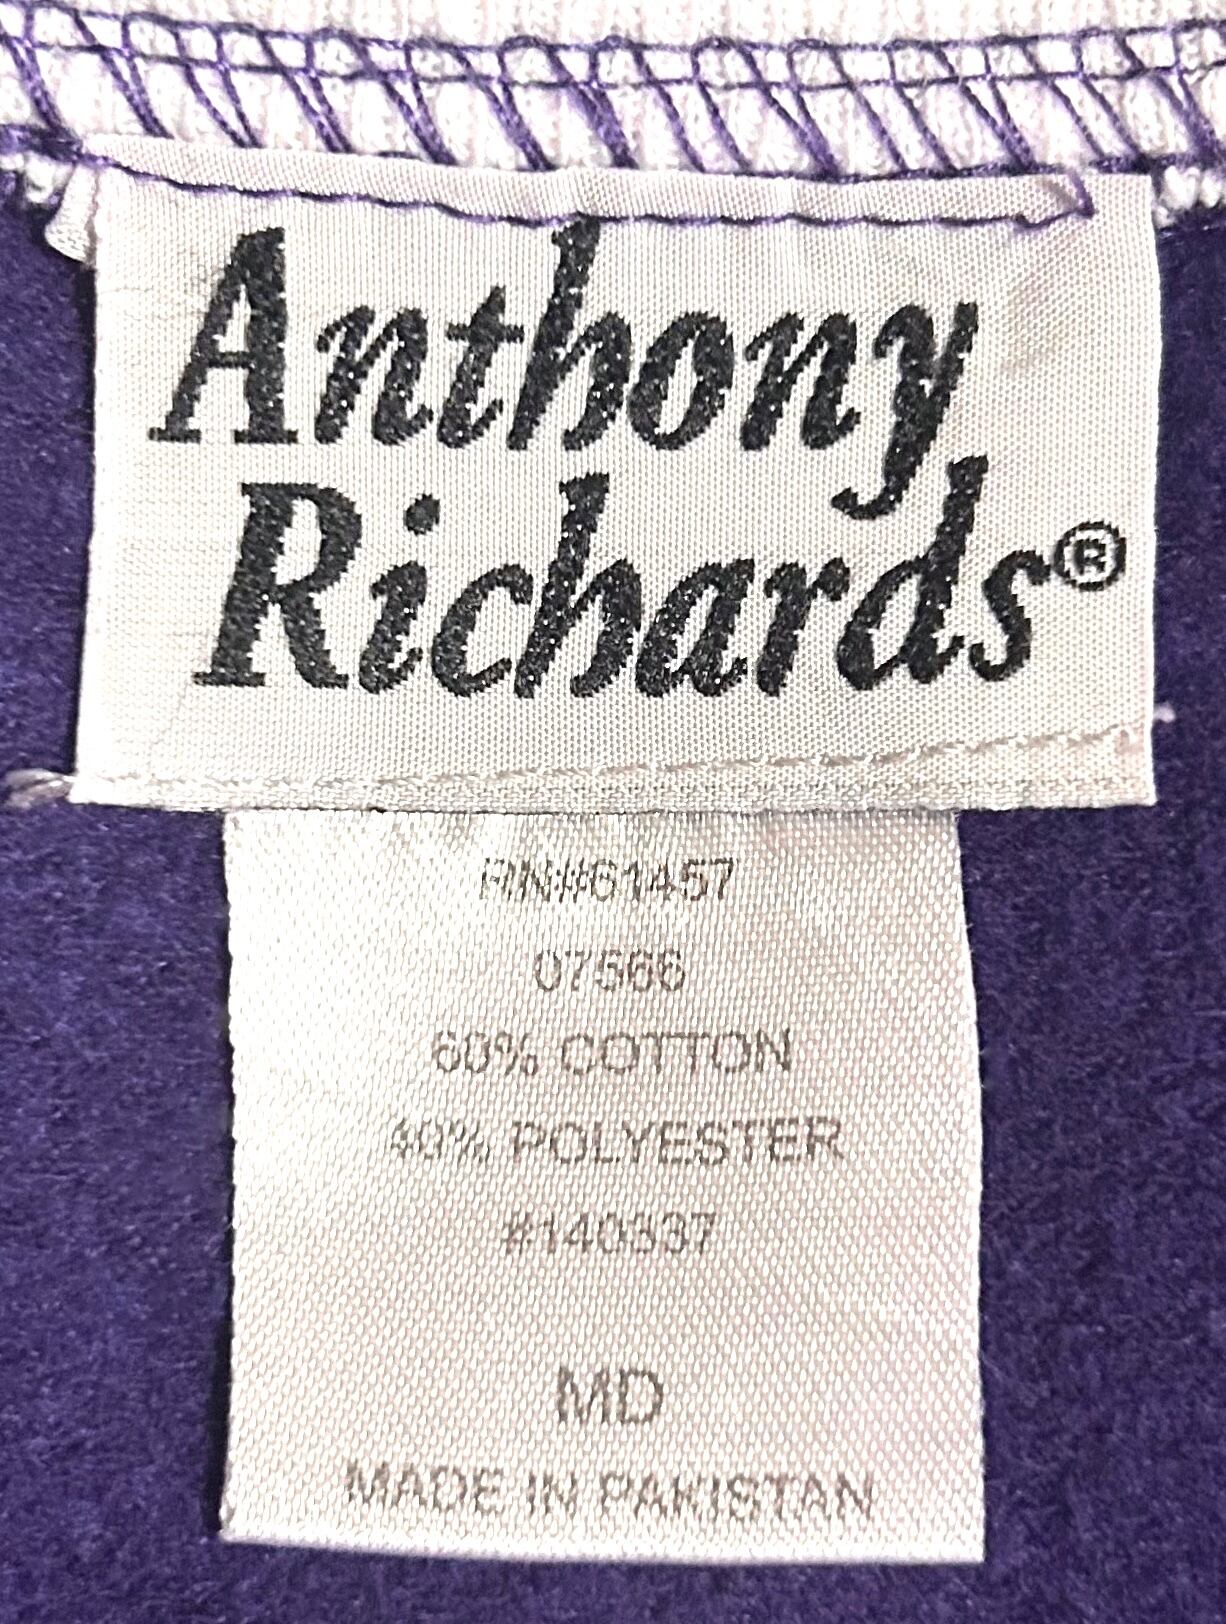 Anthony
Richards®
RN#61457
07566
60% COTTON
40% POLYESTER
#140337
MD
MADE IN PAKISTAN